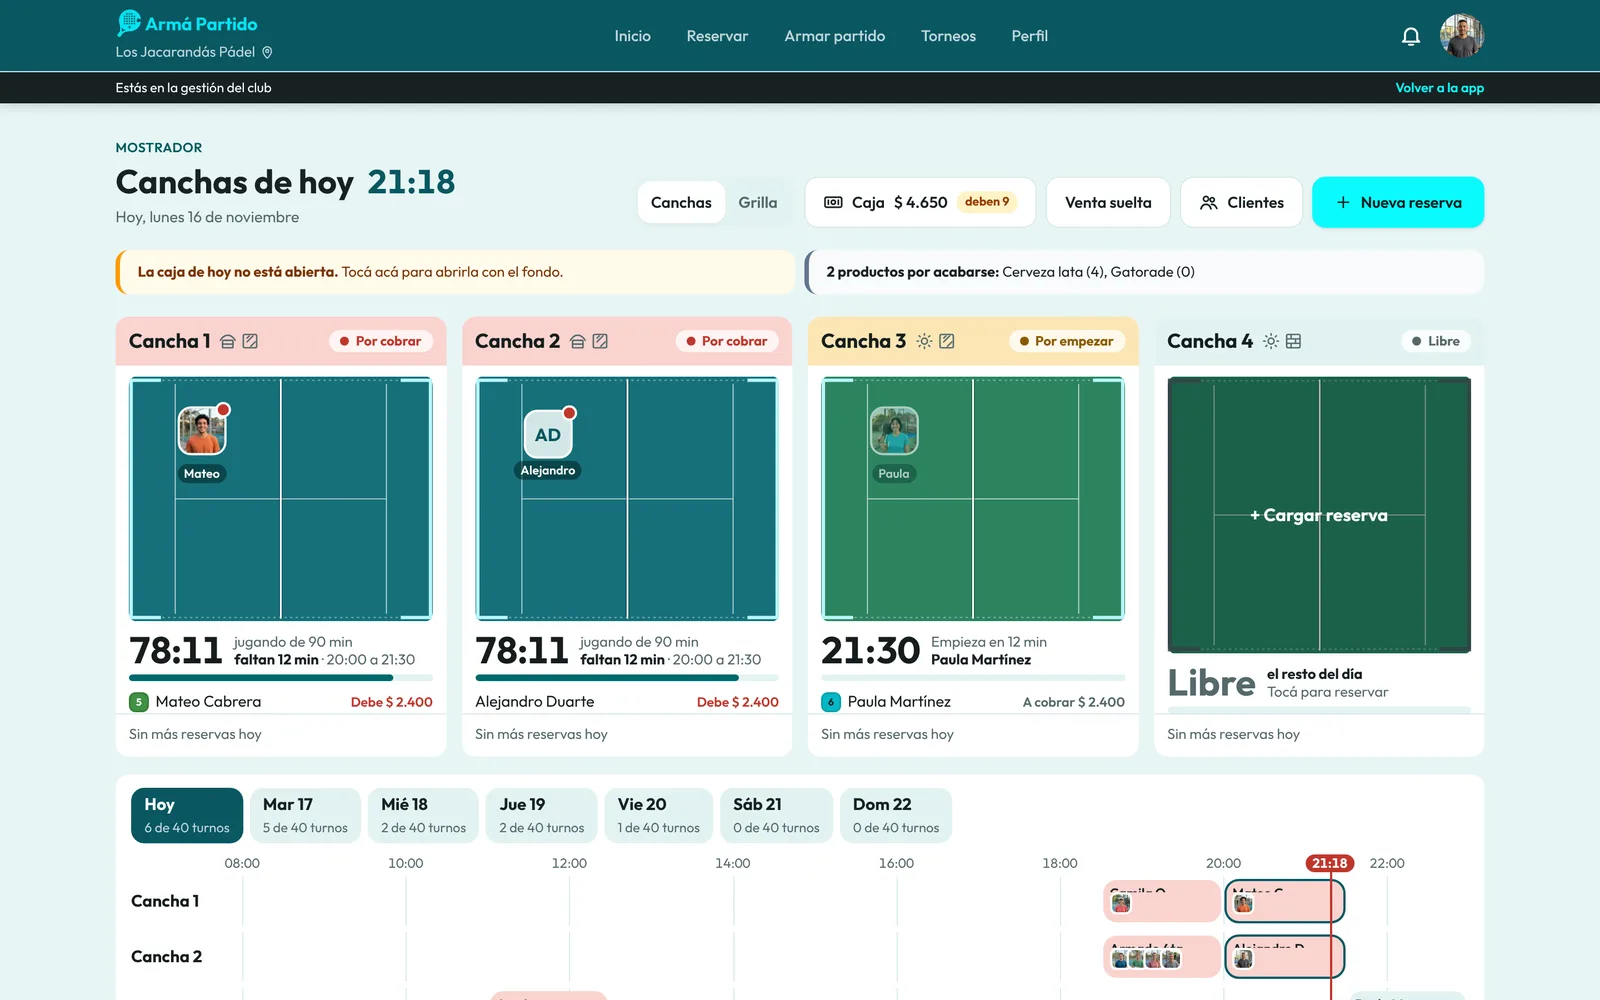 Armá Partido
Los Jacarandás Pádel
Inicio
Reservar
Armar partido
Torneos
Perfil
Estás en la gestión del club
Volver a la app
MOSTRADOR
Canchas de hoy 21:18
Hoy, lunes 16 de noviembre
Canchas
Grilla
Caja $ 4.650 deben 9
Venta suelta
Clientes
+ Nueva reserva
La caja de hoy no está abierta. Tocá acá para abrirla con el fondo.
2 productos por acabarse: Cerveza lata (4), Gatorade (0)
Cancha 1
Por cobrar
Mateo
78:11
jugando de 90 min
faltan 12 min · 20:00 a 21:30
5
Mateo Cabrera
Debe $ 2.400
Sin más reservas hoy
Cancha 2
Por cobrar
AD
Alejandro
78:11
jugando de 90 min
faltan 12 min · 20:00 a 21:30
Alejandro Duarte
Debe $ 2.400
Sin más reservas hoy
Cancha 3
Por empezar
Paula
21:30
Empieza en 12 min
Paula Martínez
6
Paula Martínez
A cobrar $ 2.400
Sin más reservas hoy
Cancha 4
Libre
+ Cargar reserva
Libre
el resto del día
Tocá para reservar
Sin más reservas hoy
Hoy
6 de 40 turnos
Mar 17
5 de 40 turnos
Mié 18
2 de 40 turnos
Jue 19
2 de 40 turnos
Vie 20
1 de 40 turnos
Sáb 21
0 de 40 turnos
Dom 22
0 de 40 turnos
08:00
10:00
12:00
14:00
16:00
18:00
20:00
21:18
22:00
Cancha 1
Cancha 2